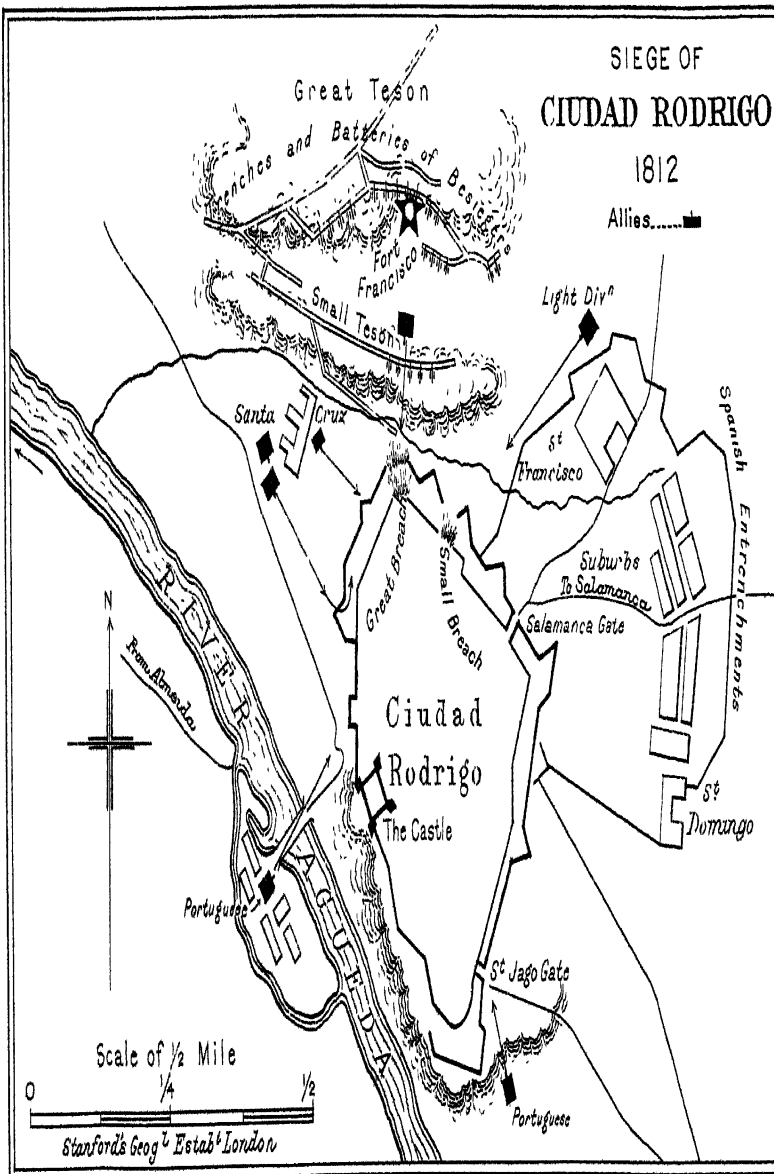 SIEGE OF
CIUDAD RODRIGO
1812
Allies
Great Teson
Trenches and Batteries of Besiegers
Fort
Francisco
Small Teson
Light Divⁿ
Santa Cruz
Sᵗ
Francisco
Spanish Entrenchments
Great Breach
Small Breach
Suburbs
To Salamanca
Salamanca Gate
N
RIVER AGUEDA
From Almeida
Ciudad
Rodrigo
The Castle
Sᵗ
Domingo
Portuguese
Sᵗ Jago Gate
Portuguese
Scale of ½ Mile
0 ¼ ½
Stanford's Geogˡ Estabᵗ London